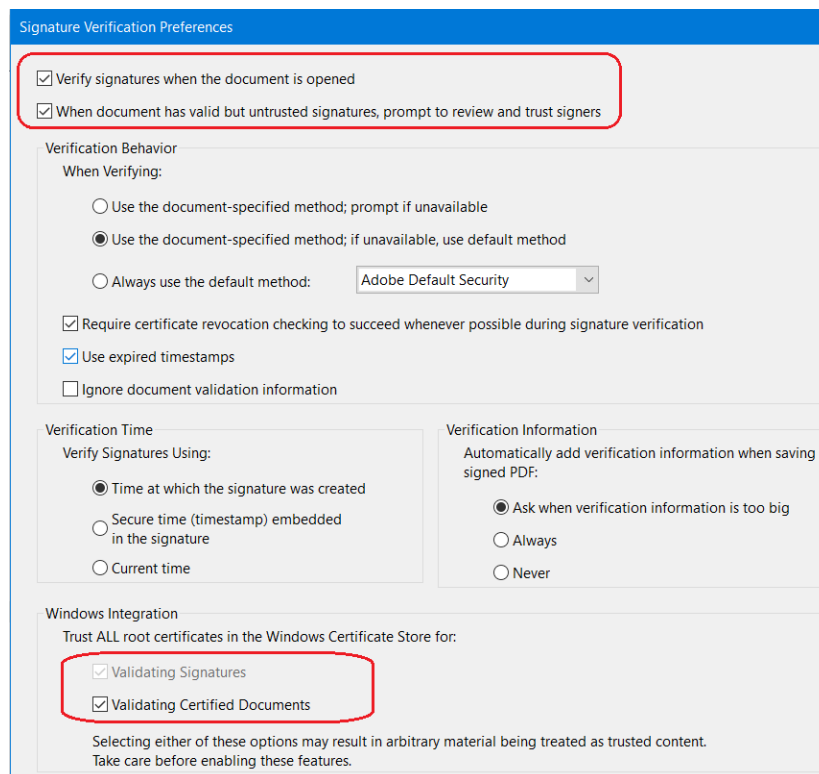 Signature Verification Preferences
Verify signatures when the document is opened
When document has valid but untrusted signatures, prompt to review and trust signers
Verification Behavior
When Verifying:
Use the document-specified method; prompt if unavailable
Use the document-specified method; if unavailable, use default method
Always use the default method:
Adobe Default Security
Require certificate revocation checking to succeed whenever possible during signature verification
Use expired timestamps
Ignore document validation information
Verification Time
Verify Signatures Using:
Time at which the signature was created
Secure time (timestamp) embedded
in the signature
Current time
Verification Information
Automatically add verification information when saving
signed PDF:
Ask when verification information is too big
Always
Never
Windows Integration
Trust ALL root certificates in the Windows Certificate Store for:
Validating Signatures
Validating Certified Documents
Selecting either of these options may result in arbitrary material being treated as trusted content.
Take care before enabling these features.